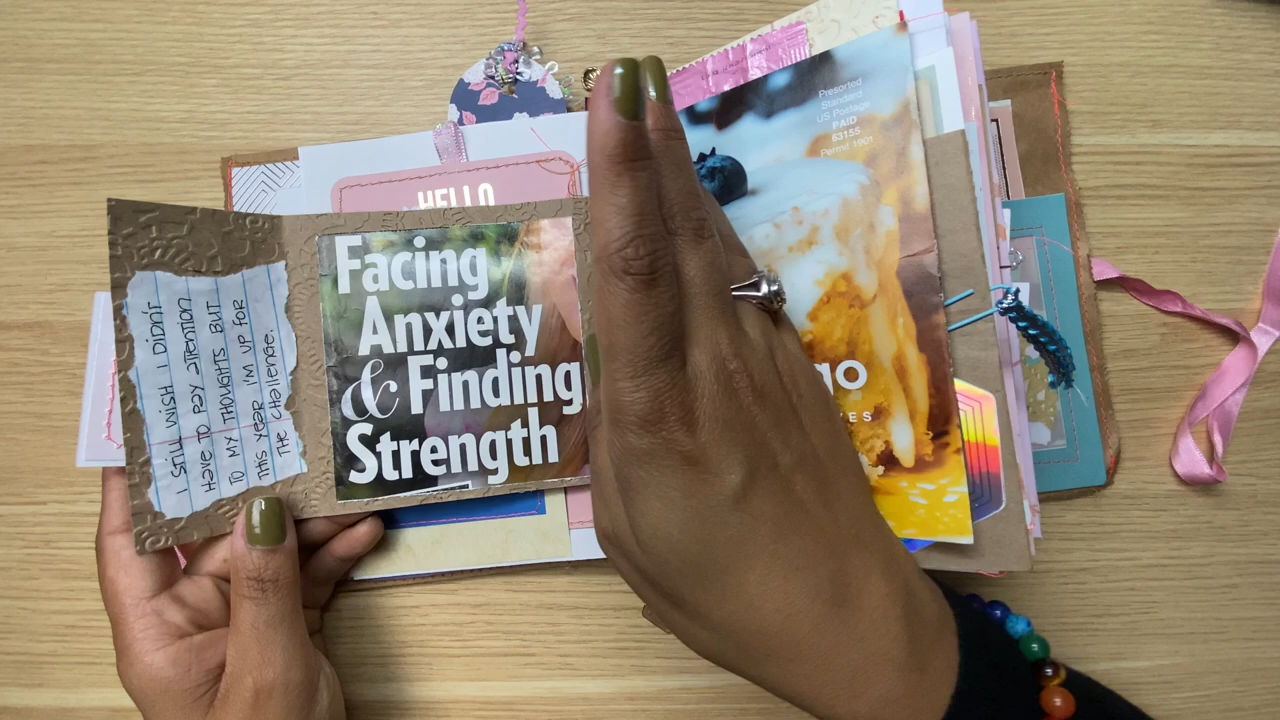 HELLO
I STILL WISH I DIDN'T
HAVE TO PAY ATTENTION
TO MY THOUGHTS BUT
THIS YEAR I'M UP FOR
THE CHALLENGE.
Facing
Anxiety
& Finding
Strength
Presorted
Standard
US Postage
PAID
63155
Permit 1901
go